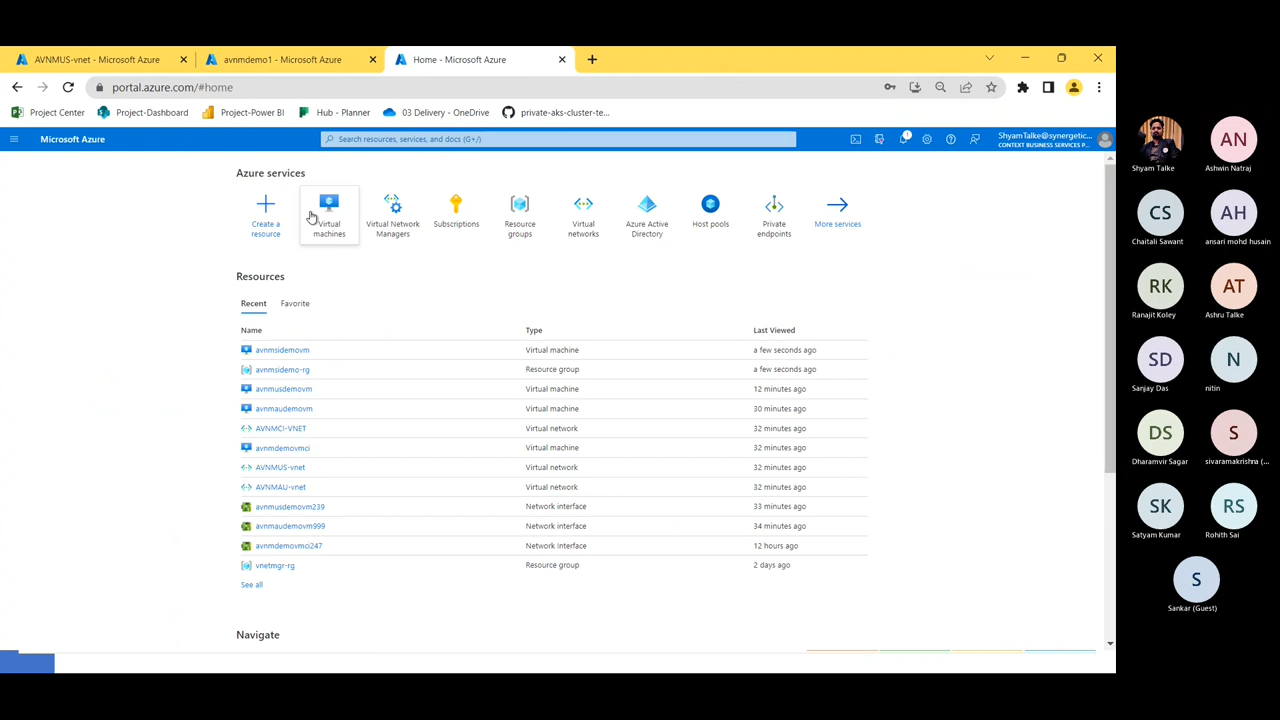 AVNMUS-vnet - Microsoft Azure
avnmdemo1 - Microsoft Azure
Home - Microsoft Azure
portal.azure.com/#home
Project Center
Project-Dashboard
Project-Power BI
Hub - Planner
03 Delivery - OneDrive
private-aks-cluster-te...
Microsoft Azure
Search resources, services, and docs (G+/)
1
ShyamTalke@synergetic...
CONTEXT BUSINESS SERVICES P...
Azure services
Create a
resource
Virtual
machines
Virtual Network
Managers
Subscriptions
Resource
groups
Virtual
networks
Azure Active
Directory
Host pools
Private
endpoints
More services
Resources
Recent Favorite
Name Type Last Viewed
avnmsidemovm Virtual machine a few seconds ago
avnmsidemo-rg Resource group a few seconds ago
avnmusdemovm Virtual machine 12 minutes ago
avnmaudemovm Virtual machine 30 minutes ago
AVNMCI-VNET Virtual network 32 minutes ago
avnmdemovmci Virtual machine 32 minutes ago
AVNMUS-vnet Virtual network 32 minutes ago
AVNMAU-vnet Virtual network 32 minutes ago
avnmusdemovm239 Network interface 33 minutes ago
avnmaudemovm999 Network interface 34 minutes ago
avnmdemovmci247 Network interface 12 hours ago
vnetmgr-rg Resource group 2 days ago
See all
Navigate
Shyam Talke
AN
Ashwin Natraj
CS
Chaitali Sawant
AH
ansari mohd husain
RK
Ranajit Koley
AT
Ashru Talke
SD
Sanjay Das
N
nitin
DS
Dharamvir Sagar
S
sivaramakrishna (...
SK
Satyam Kumar
RS
Rohith Sai
S
Sankar (Guest)